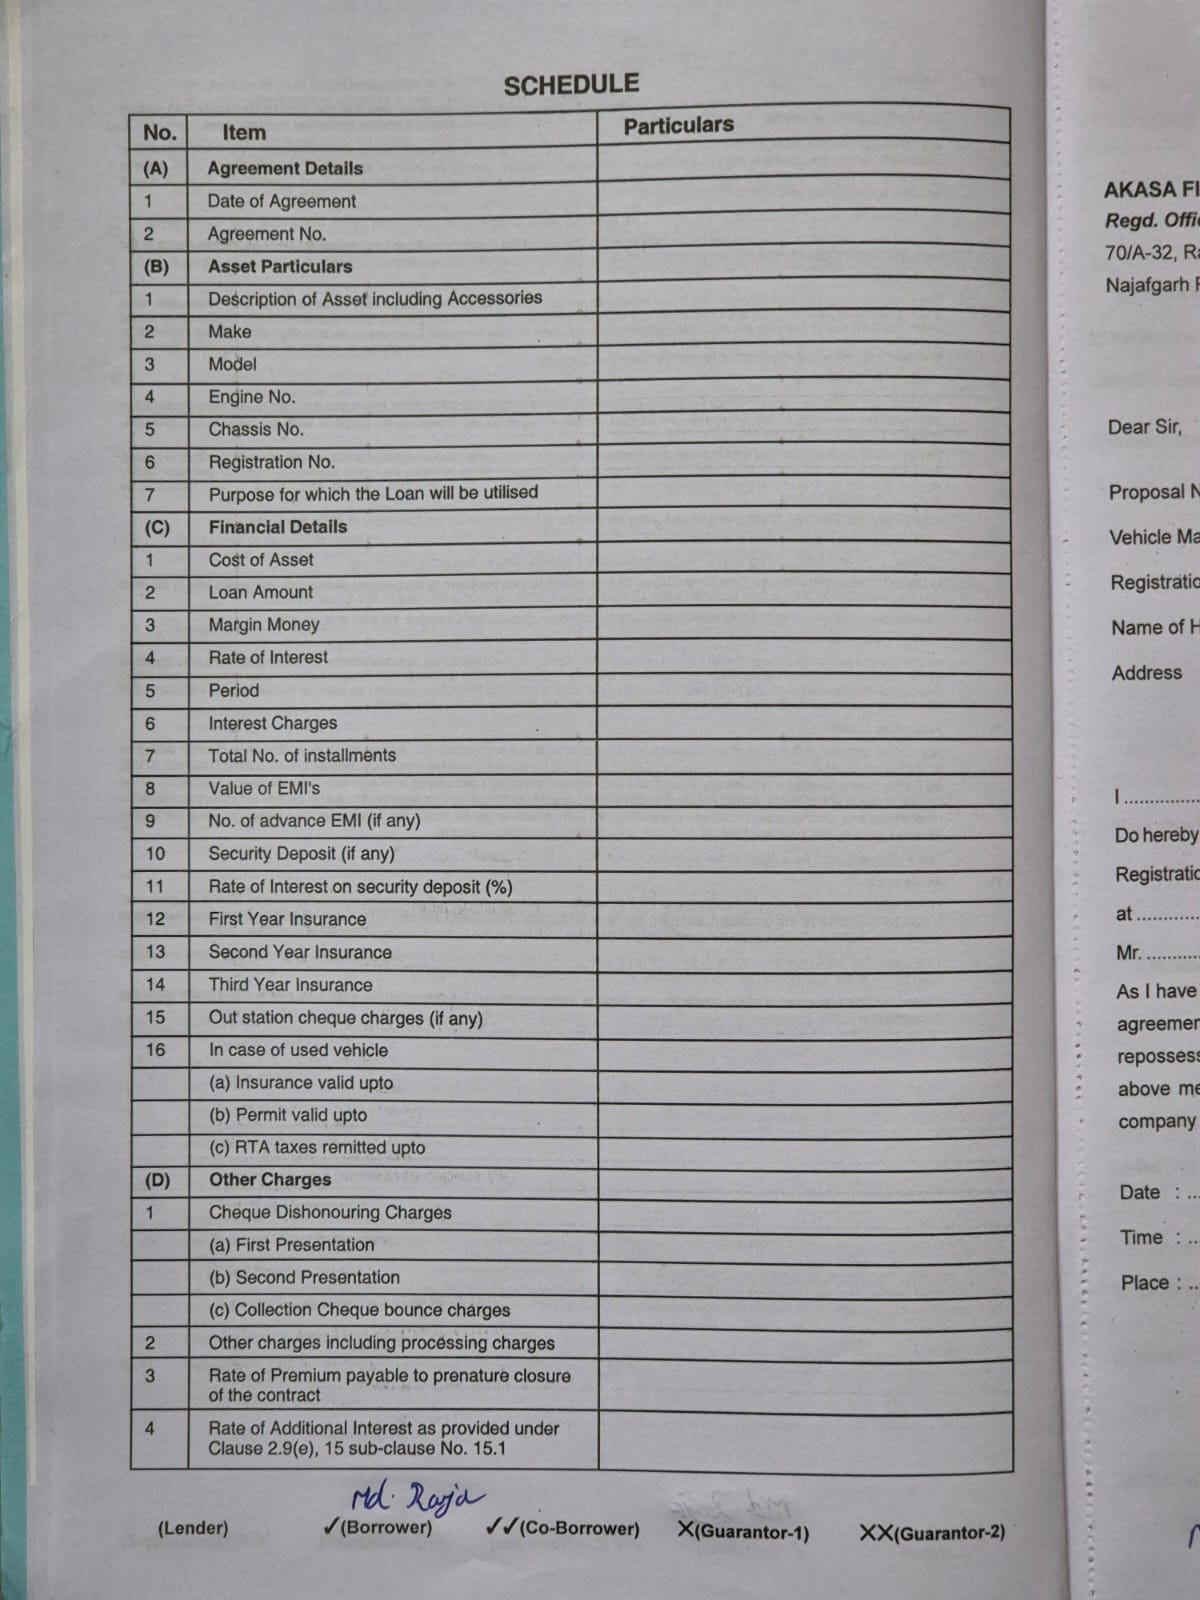 SCHEDULE
No. Item Particulars
(A) Agreement Details
1 Date of Agreement
2 Agreement No.
(B) Asset Particulars
1 Description of Asset including Accessories
2 Make
3 Model
4 Engine No.
5 Chassis No.
6 Registration No.
7 Purpose for which the Loan will be utilised
(C) Financial Details
1 Cost of Asset
2 Loan Amount
3 Margin Money
4 Rate of Interest
5 Period
6 Interest Charges
7 Total No. of installments
8 Value of EMI's
9 No. of advance EMI (if any)
10 Security Deposit (if any)
11 Rate of Interest on security deposit (%)
12 First Year Insurance
13 Second Year Insurance
14 Third Year Insurance
15 Out station cheque charges (if any)
16 In case of used vehicle
(a) Insurance valid upto
(b) Permit valid upto
(c) RTA taxes remitted upto
(D) Other Charges
1 Cheque Dishonouring Charges
(a) First Presentation
(b) Second Presentation
(c) Collection Cheque bounce charges
2 Other charges including processing charges
3 Rate of Premium payable to prenature closure
of the contract
4 Rate of Additional Interest as provided under
Clause 2.9(e), 15 sub-clause No. 15.1
Md. Raja
(Lender) ✓(Borrower) ✓✓(Co-Borrower) X(Guarantor-1) XX(Guarantor-2)
AKASA FI
Regd. Offi
70/A-32, Ra
Najafgarh
Dear Sir,
Proposal N
Vehicle Ma
Registratio
Name of H
Address
I ................
Do hereby
Registratio
at ............
Mr. ..........
As I have
agreemen
repossess
above me
company
Date : ...
Time : ..
Place : ..